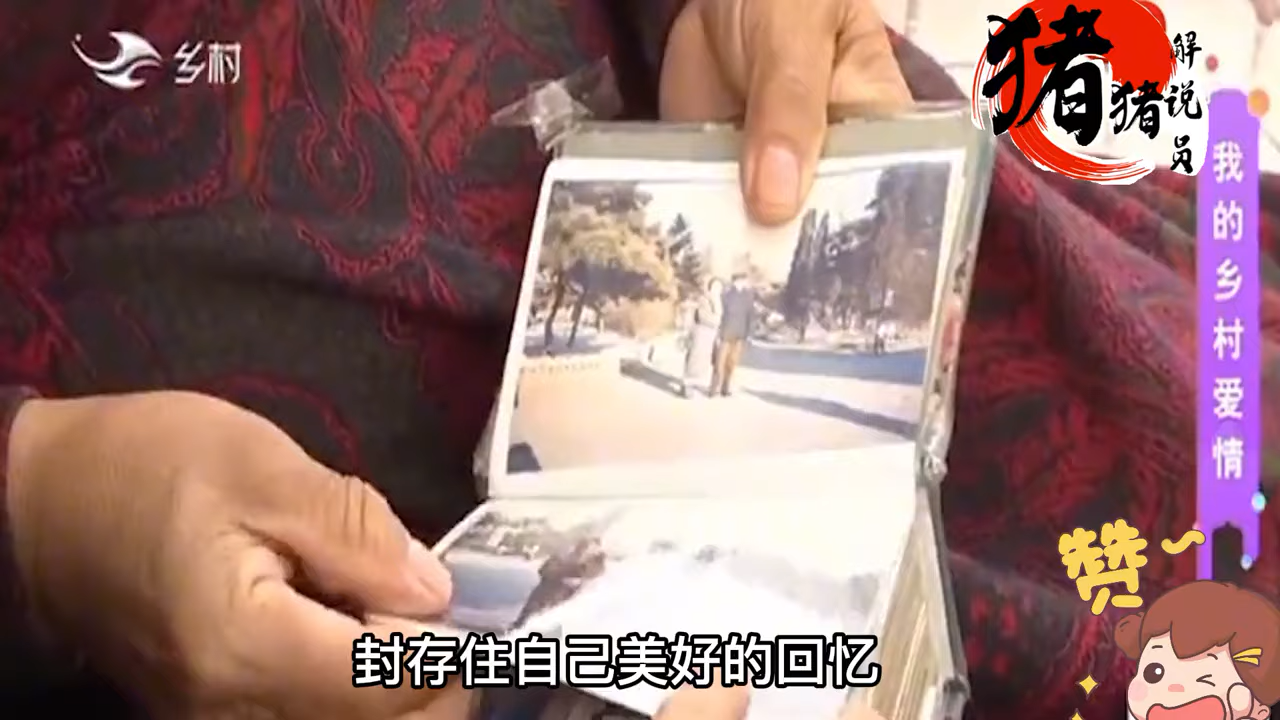 乡村
猪猪解说员
我的乡村爱情
赞
封存住自己美好的回忆